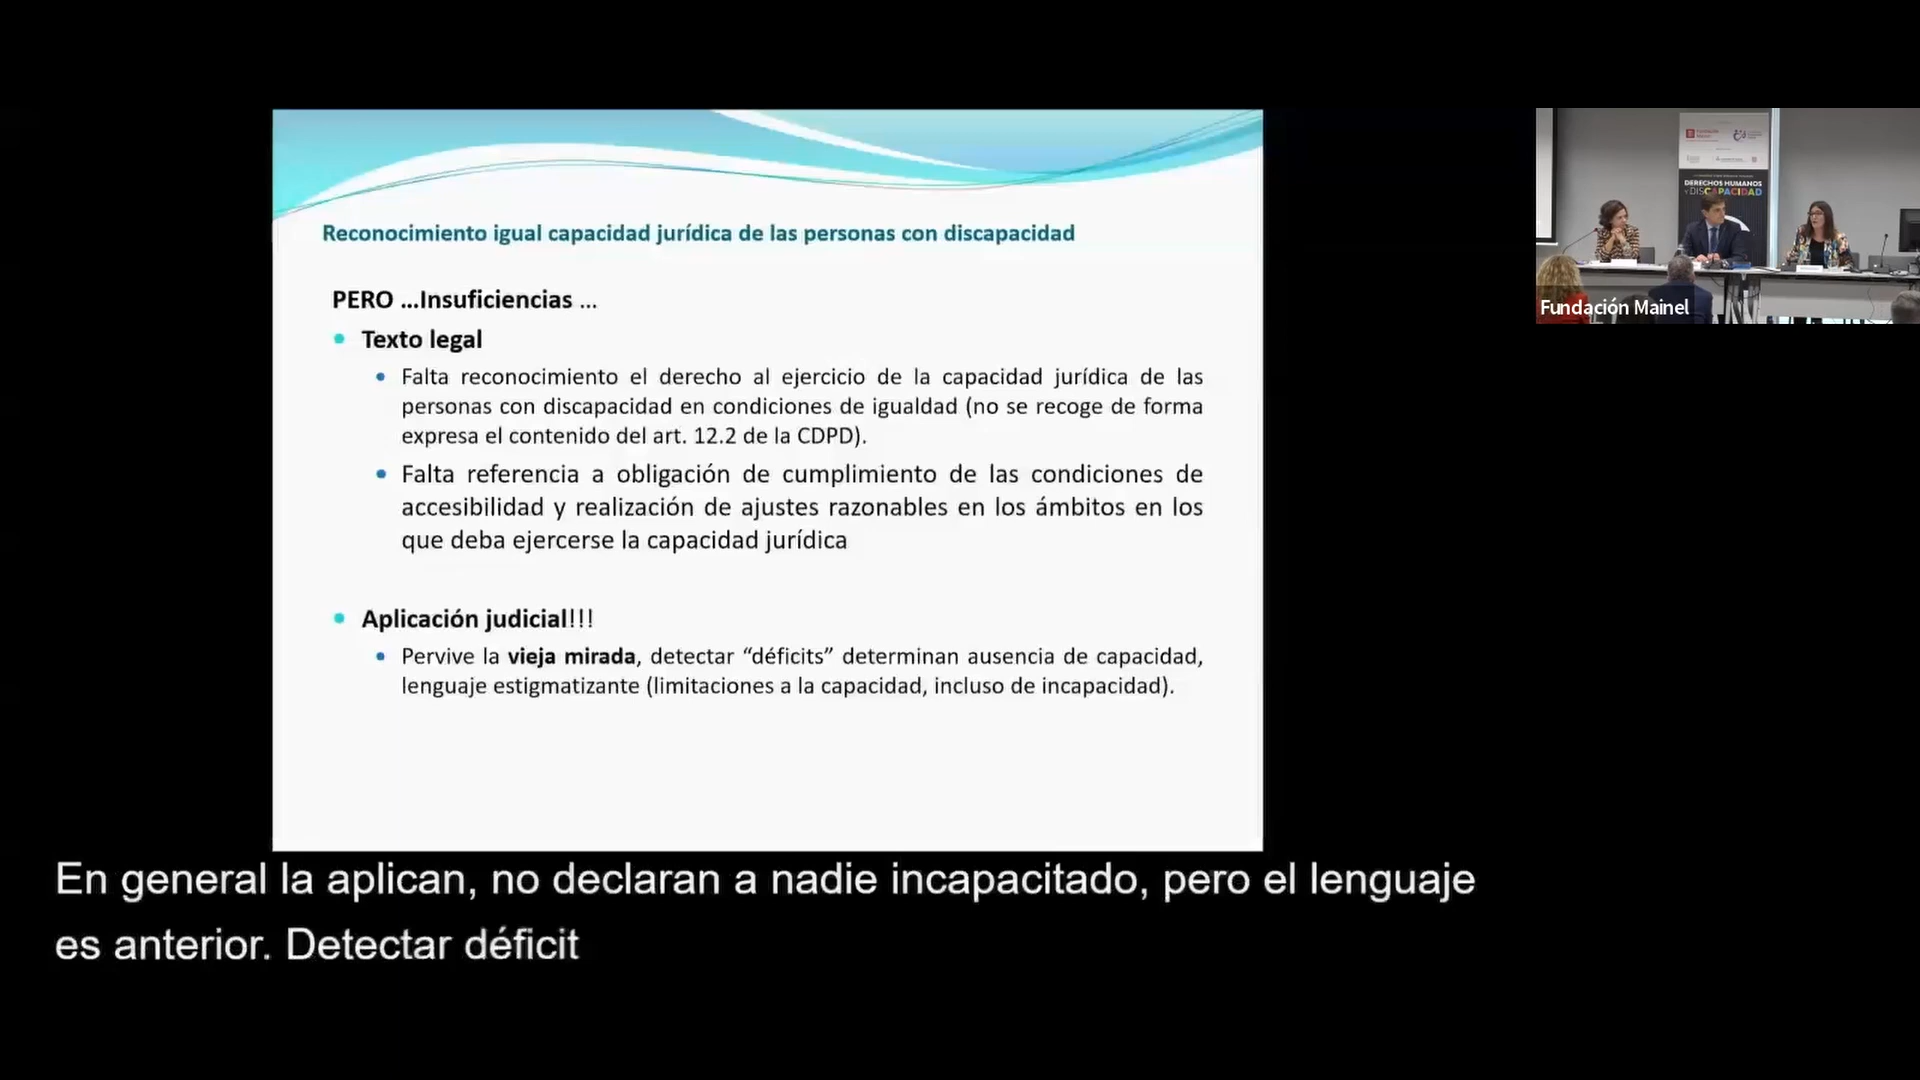 Reconocimiento igual capacidad jurídica de las personas con discapacidad
PERO ...Insuficiencias ...
Texto legal
Falta reconocimiento el derecho al ejercicio de la capacidad jurídica de las
personas con discapacidad en condiciones de igualdad (no se recoge de forma
expresa el contenido del art. 12.2 de la CDPD).
Falta referencia a obligación de cumplimiento de las condiciones de
accesibilidad y realización de ajustes razonables en los ámbitos en los
que deba ejercerse la capacidad jurídica
Aplicación judicial!!!
Pervive la vieja mirada, detectar “déficits” determinan ausencia de capacidad,
lenguaje estigmatizante (limitaciones a la capacidad, incluso de incapacidad).
DERECHOS HUMANOS
Y DISCAPACIDAD
Fundación Mainel
En general la aplican, no declaran a nadie incapacitado, pero el lenguaje
es anterior. Detectar déficit